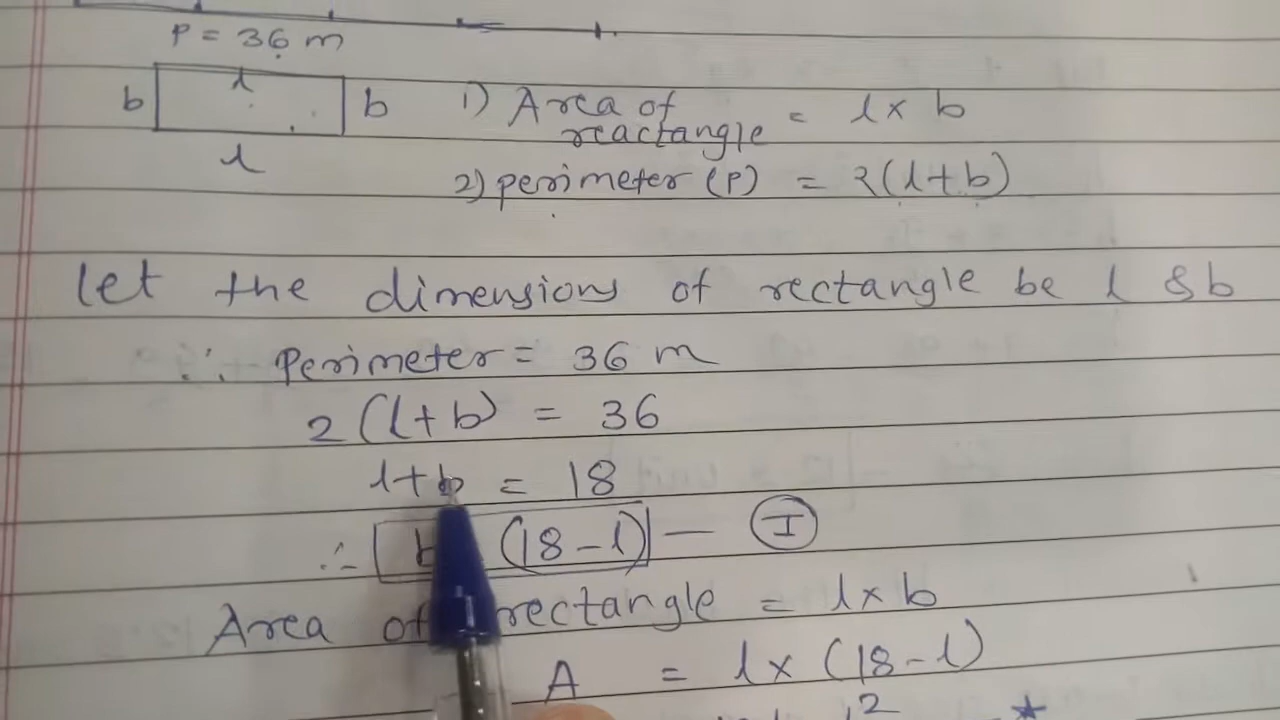 P = 36 m
l
b
b
l
1) Area of
reactangle = l × b
2) perimeter (P) = 2(l+b)
let the dimensions of rectangle be l & b
∴ Perimeter = 36 m
2 (l+b) = 36
l+b = 18
∴ b (18-l) — I
Area of rectangle = l × b
A = l × (18-l)